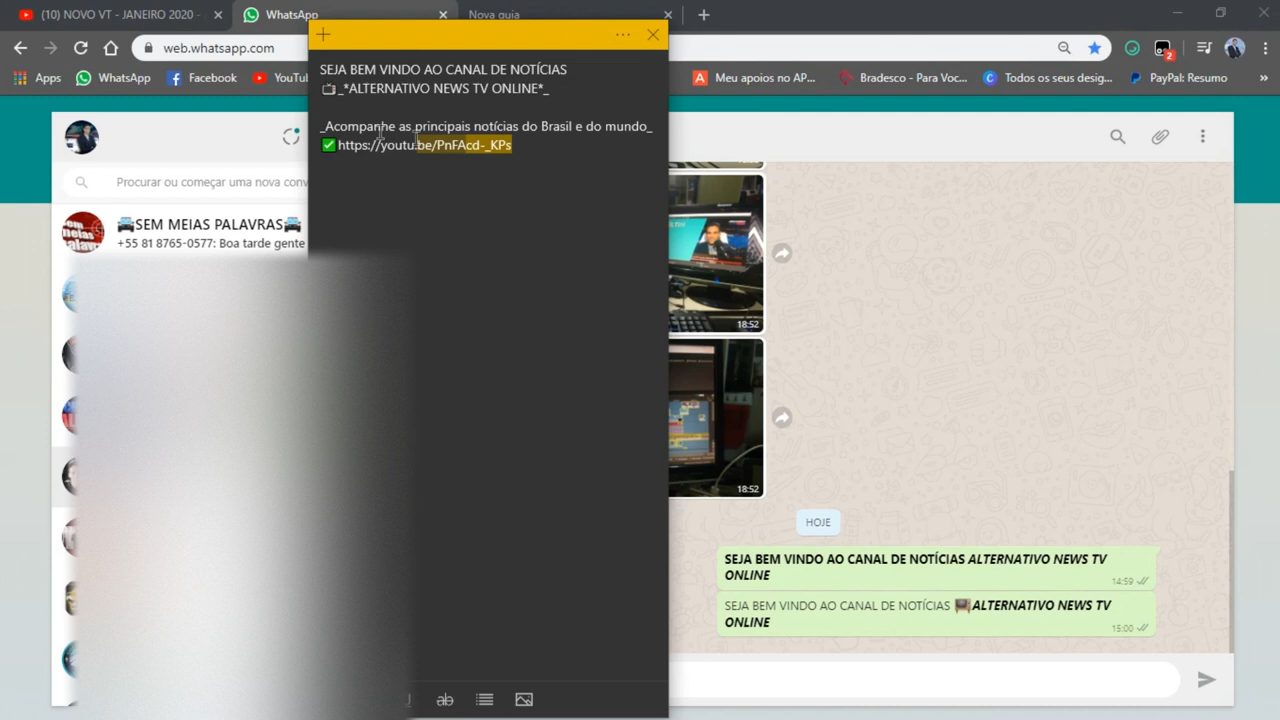 (10) NOVO VT - JANEIRO 2020 -
WhatsApp
Nova guia
web.whatsapp.com
2
Apps
WhatsApp
Facebook
YouTu
Meu apoios no AP...
Bradesco - Para Voc...
Todos os seus desig...
PayPal: Resumo
SEJA BEM VINDO AO CANAL DE NOTÍCIAS
📺_*ALTERNATIVO NEWS TV ONLINE*_
_Acompanhe as principais notícias do Brasil e do mundo_
✅https://youtu.be/PnFAcd-_KPs
Procurar ou começar uma nova conv
🚘SEM MEIAS PALAVRAS🚘
+55 81 8765-0577: Boa tarde gente
18:52
18:52
HOJE
SEJA BEM VINDO AO CANAL DE NOTÍCIAS ALTERNATIVO NEWS TV
ONLINE
14:59
SEJA BEM VINDO AO CANAL DE NOTÍCIAS 📺ALTERNATIVO NEWS TV
ONLINE
15:00
ab